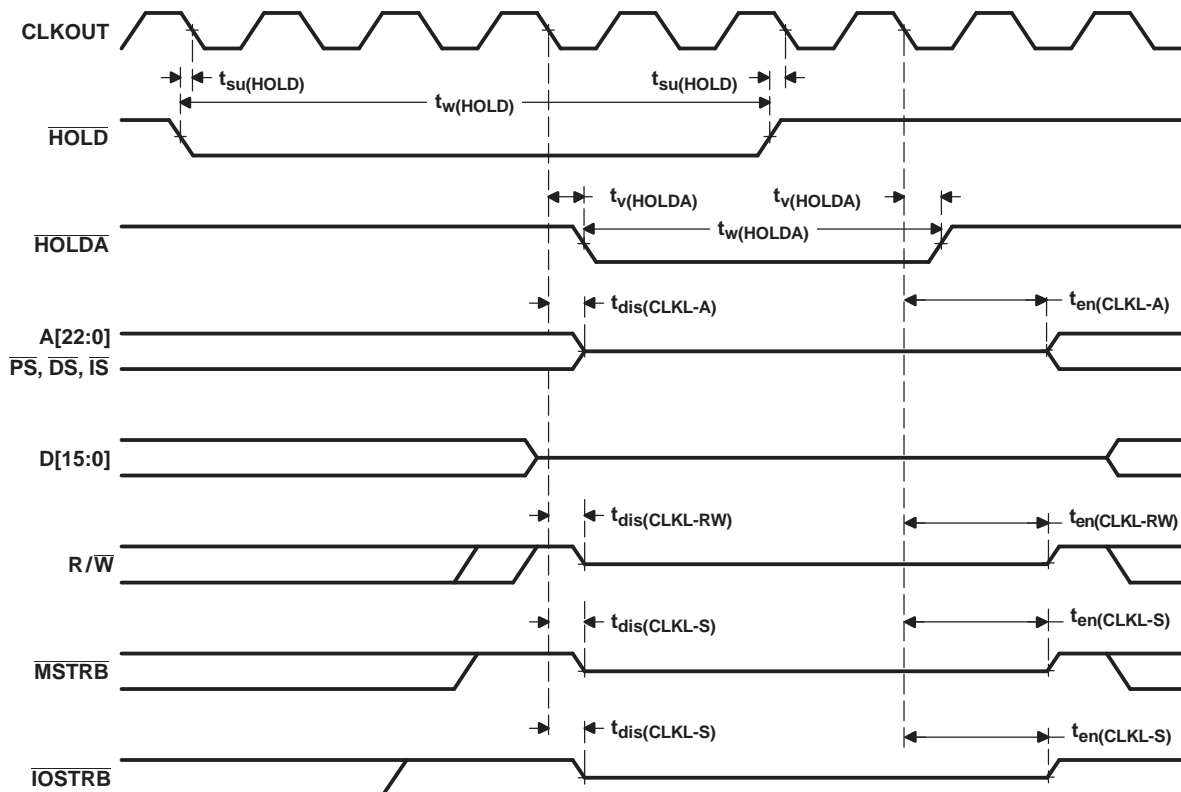 CLKOUT
tsu(HOLD)
tsu(HOLD)
tw(HOLD)
HOLD
tv(HOLDA)
tv(HOLDA)
HOLDA
tw(HOLDA)
tdis(CLKL-A)
ten(CLKL-A)
A[22:0]
PS, DS, IS
D[15:0]
tdis(CLKL-RW)
ten(CLKL-RW)
R/W
tdis(CLKL-S)
ten(CLKL-S)
MSTRB
tdis(CLKL-S)
ten(CLKL-S)
IOSTRB